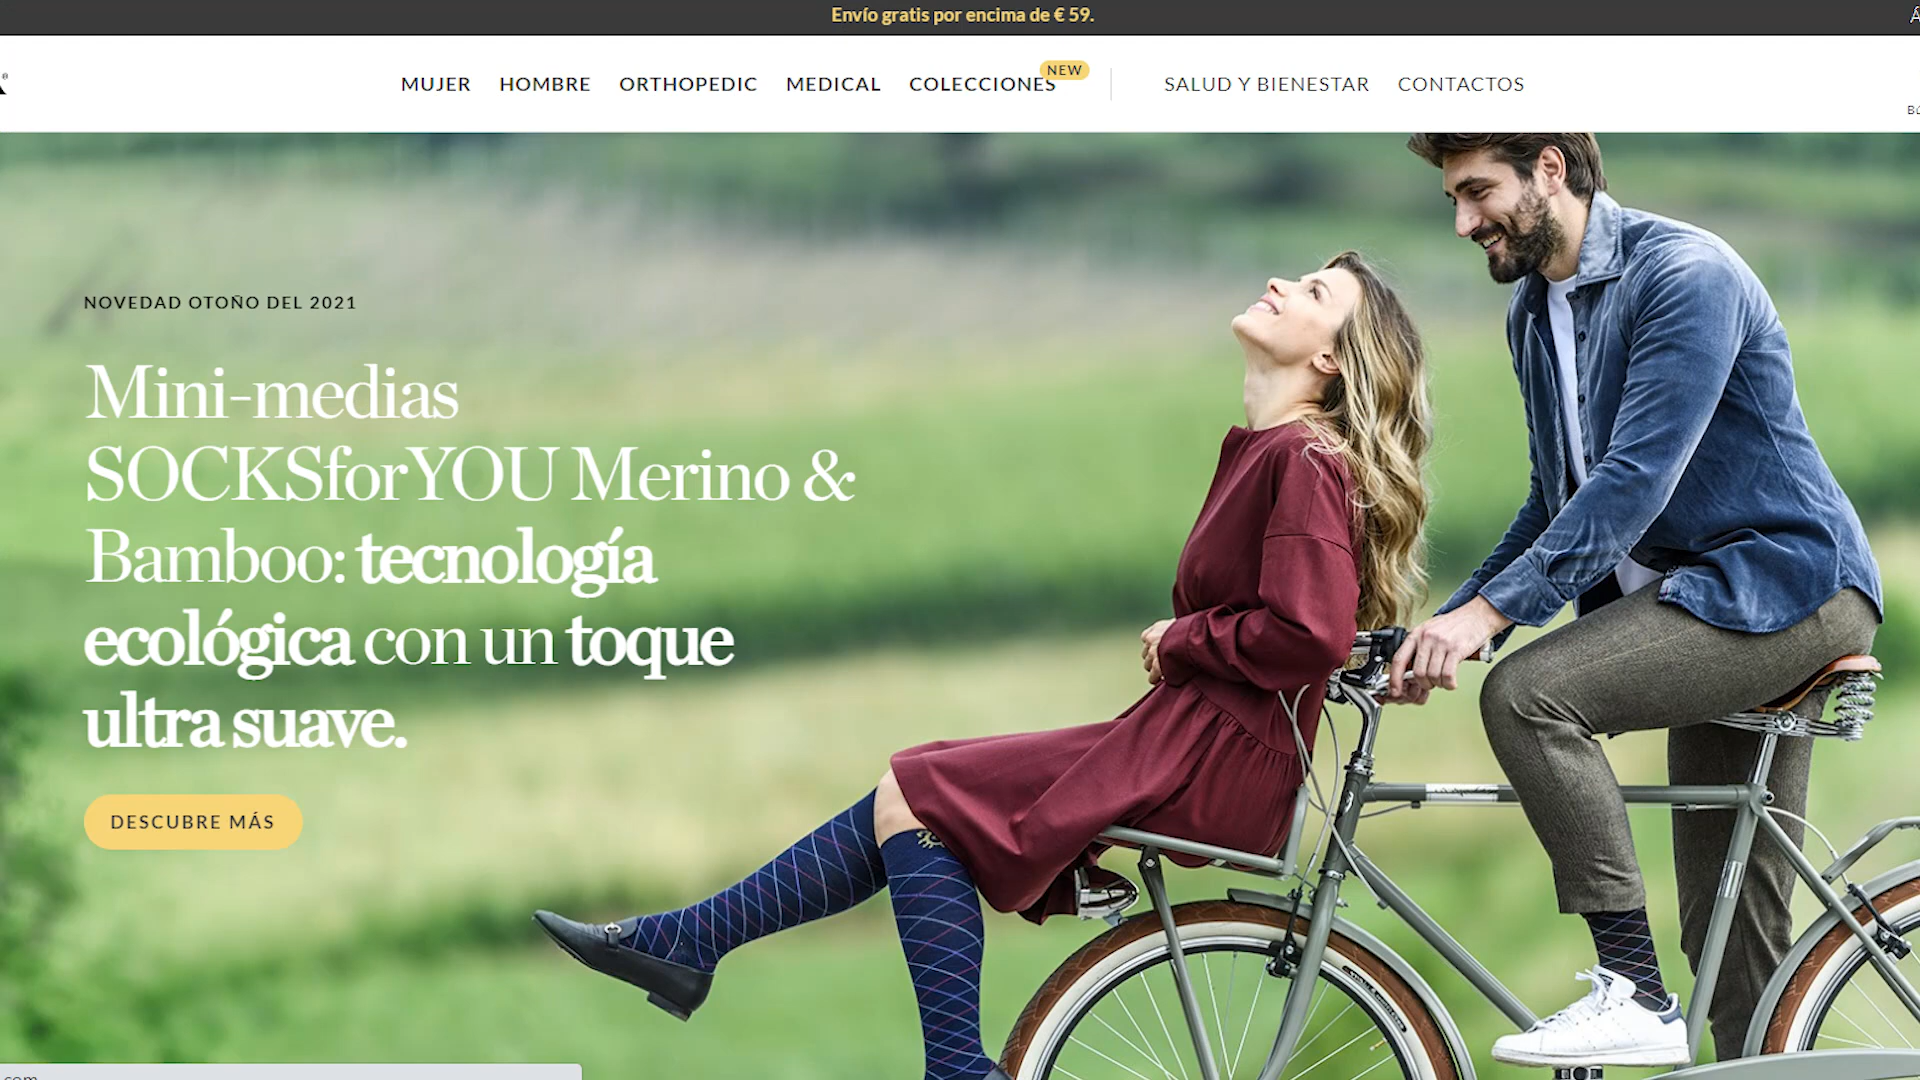 Envío gratis por encima de € 59.
MUJER HOMBRE ORTHOPEDIC MEDICAL COLECCIONES NEW SALUD Y BIENESTAR CONTACTOS
NOVEDAD OTOÑO DEL 2021
Mini-medias
SOCKSforYOU Merino &
Bamboo: tecnología
ecológica con un toque
ultra suave.
DESCUBRE MÁS